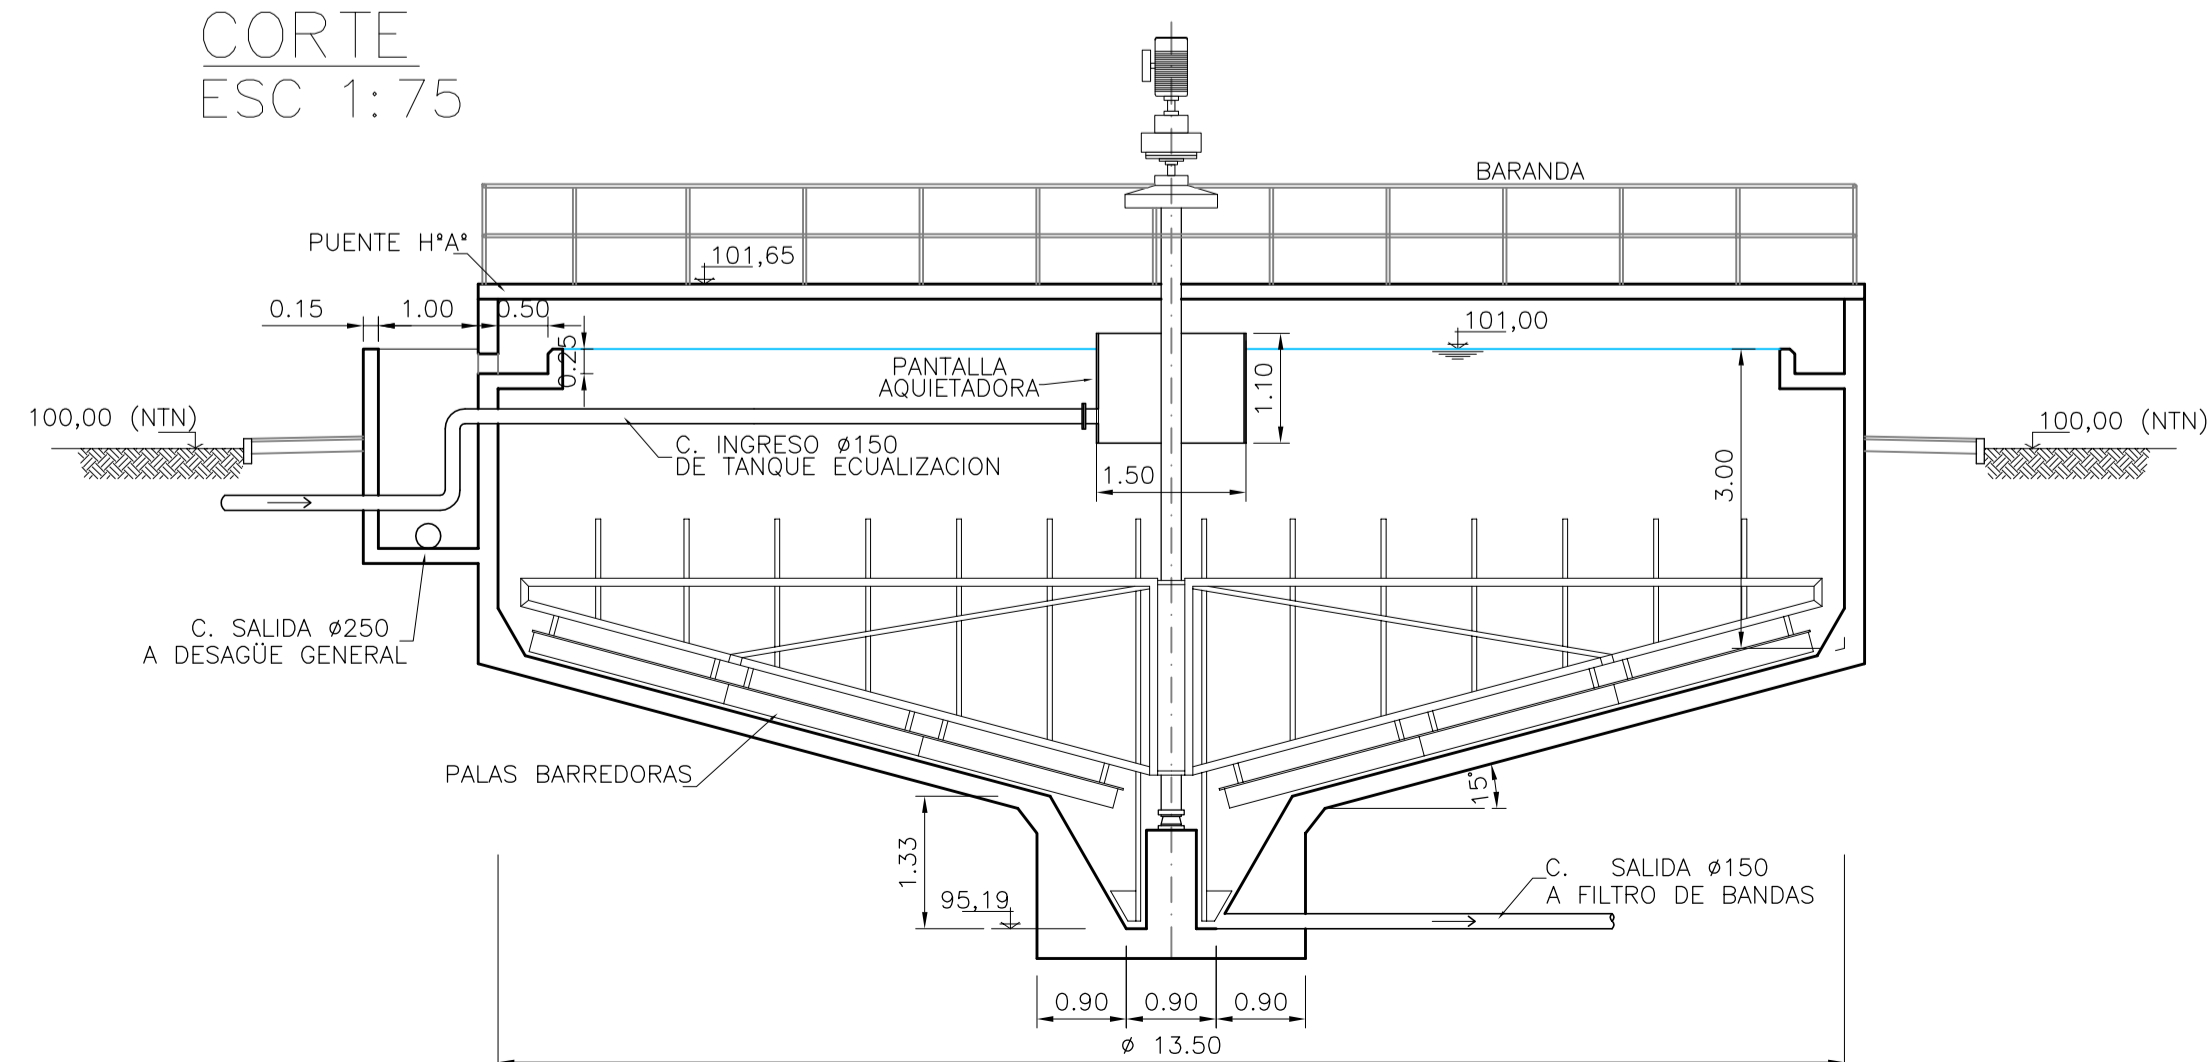 CORTE
ESC 1:75
BARANDA
PUENTE HºAº
101,65
0.15
1.00
0.50
0.25
101,00
PANTALLA
AQUIETADORA
1.10
100,00 (NTN)
100,00 (NTN)
C. INGRESO ø150
DE TANQUE ECUALIZACION
1.50
3.00
C. SALIDA ø250
A DESAGÜE GENERAL
PALAS BARREDORAS
15°
1.33
95,19
C. SALIDA ø150
A FILTRO DE BANDAS
0.90
0.90
0.90
ø 13.50